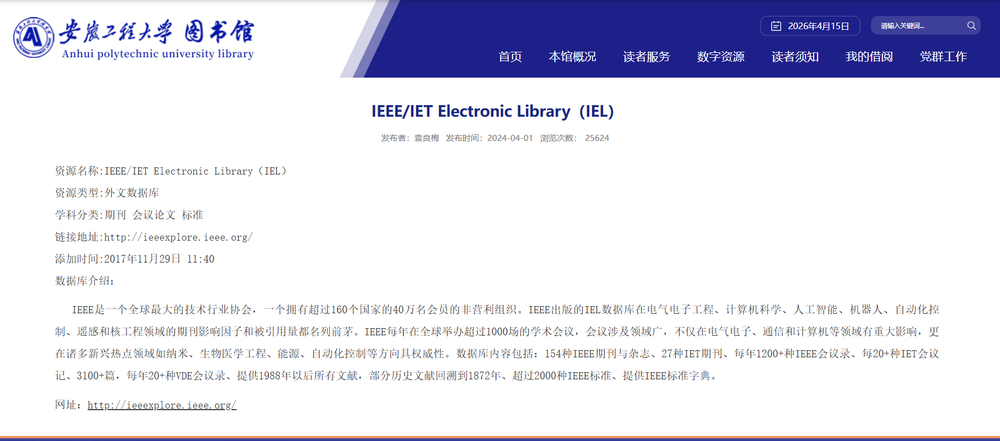 安徽工程大学 图书馆
Anhui polytechnic university library
2026年4月15日
请输入关键词...
首页 本馆概况 读者服务 数字资源 读者须知 我的借阅 党群工作
IEEE/IET Electronic Library（IEL）
发布者：袁良梅 发布时间：2024-04-01 浏览次数： 25624
资源名称:IEEE/IET Electronic Library（IEL）
资源类型:外文数据库
学科分类:期刊 会议论文 标准
链接地址:http://ieeexplore.ieee.org/
添加时间:2017年11月29日 11:40
数据库介绍：
IEEE是一个全球最大的技术行业协会，一个拥有超过160个国家的40万名会员的非营利组织。IEEE出版的IEL数据库在电气电子工程、计算机科学、人工智能、机器人、自动化控
制、遥感和核工程领域的期刊影响因子和被引用量都名列前茅。IEEE每年在全球举办超过1000场的学术会议，会议涉及领域广，不仅在电气电子、通信和计算机等领域有重大影响，更
在诸多新兴热点领域如纳米、生物医学工程、能源、自动化控制等方向具权威性。数据库内容包括：154种IEEE期刊与杂志、27种IET期刊、每年1200+种IEEE会议录、每20+种IET会议
记、3100+篇，每年20+种VDE会议录、提供1988年以后所有文献，部分历史文献回溯到1872年、超过2000种IEEE标准、提供IEEE标准字典。
网址：http://ieeexplore.ieee.org/